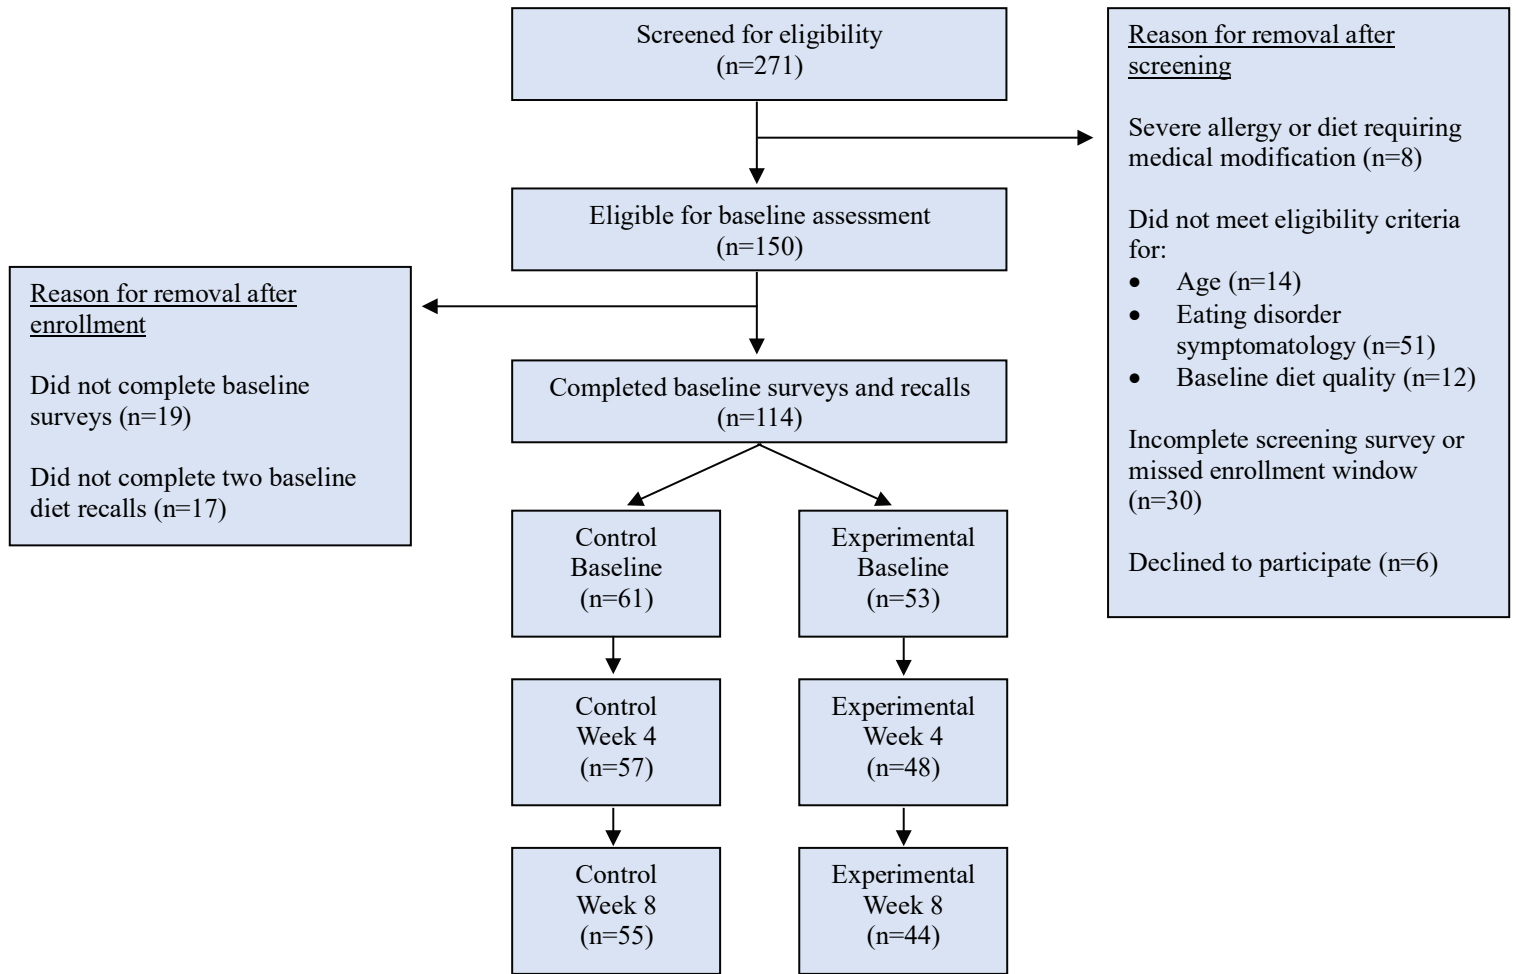 Screened for eligibility
(n=271)
Reason for removal after
screening
Severe allergy or diet requiring
medical modification (n=8)
Did not meet eligibility criteria
for:
• Age (n=14)
• Eating disorder
symptomatology (n=51)
• Baseline diet quality (n=12)
Incomplete screening survey or
missed enrollment window
(n=30)
Declined to participate (n=6)
Eligible for baseline assessment
(n=150)
Reason for removal after
enrollment
Did not complete baseline
surveys (n=19)
Did not complete two baseline
diet recalls (n=17)
Completed baseline surveys and recalls
(n=114)
Control
Baseline
(n=61)
Experimental
Baseline
(n=53)
Control
Week 4
(n=57)
Experimental
Week 4
(n=48)
Control
Week 8
(n=55)
Experimental
Week 8
(n=44)